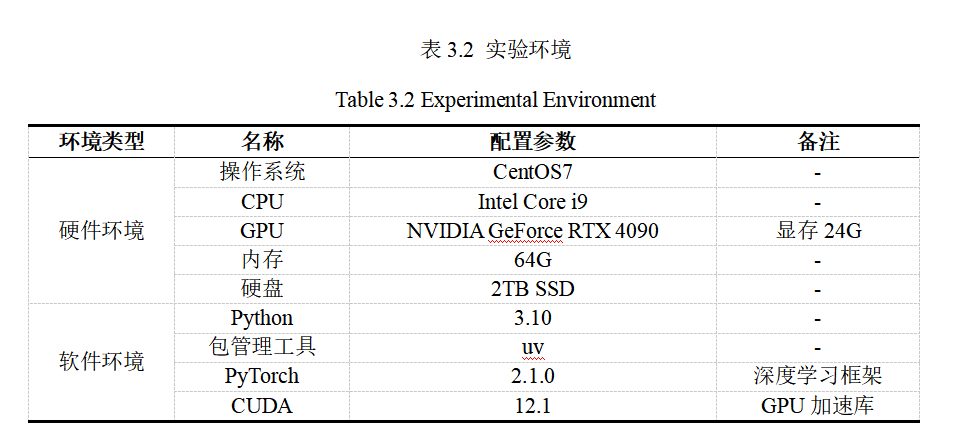 表 3.2 实验环境
Table 3.2 Experimental Environment
环境类型 名称 配置参数 备注
操作系统 CentOS7 -
CPU Intel Core i9 -
硬件环境 GPU NVIDIA GeForce RTX 4090 显存 24G
内存 64G -
硬盘 2TB SSD -
Python 3.10 -
包管理工具 uv -
软件环境
PyTorch 2.1.0 深度学习框架
CUDA 12.1 GPU 加速库